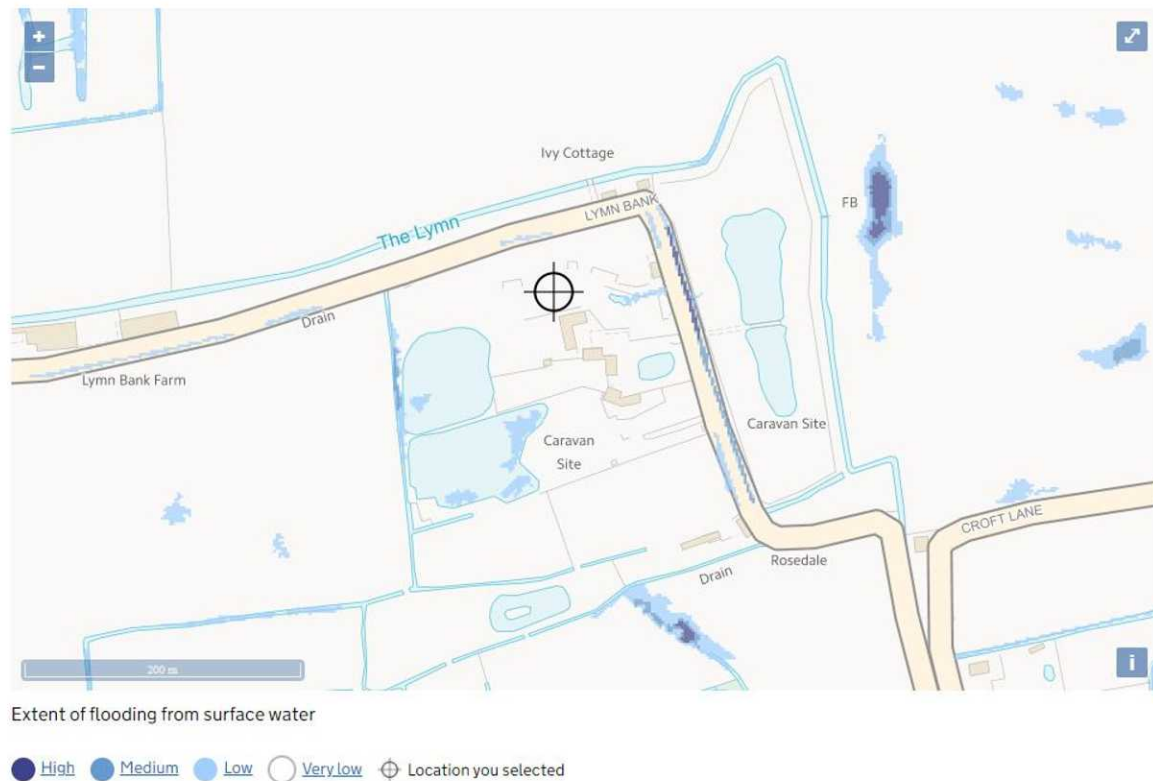 +
−
Ivy Cottage
LYMN BANK
FB
The Lymn
Drain
Lymn Bank Farm
Caravan Site
Caravan
Site
CROFT LANE
Rosedale
Drain
200 m
i
Extent of flooding from surface water
High Medium Low Very low Location you selected